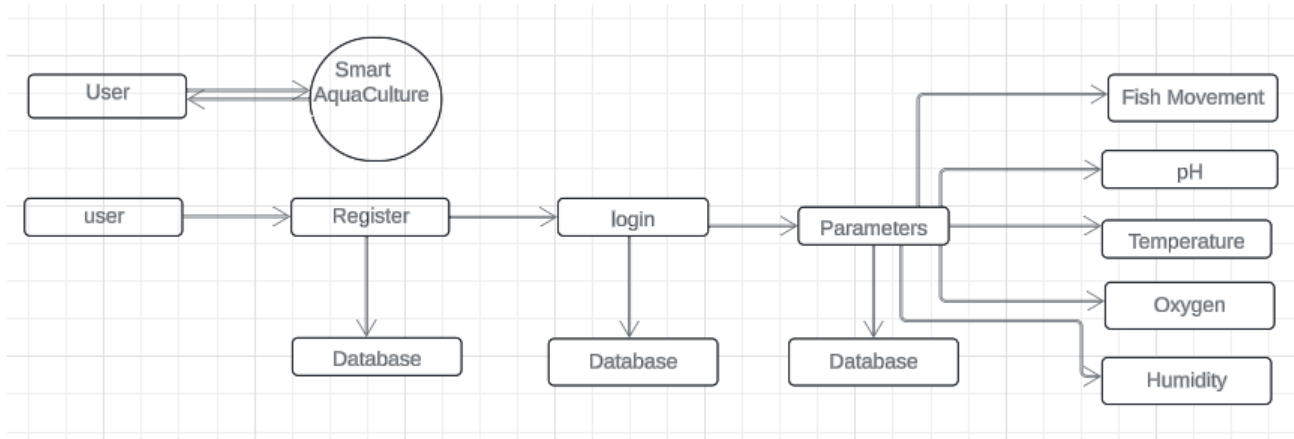 User
Smart
AquaCulture
Fish Movement
pH
user
Register
login
Parameters
Temperature
Oxygen
Database
Database
Database
Humidity